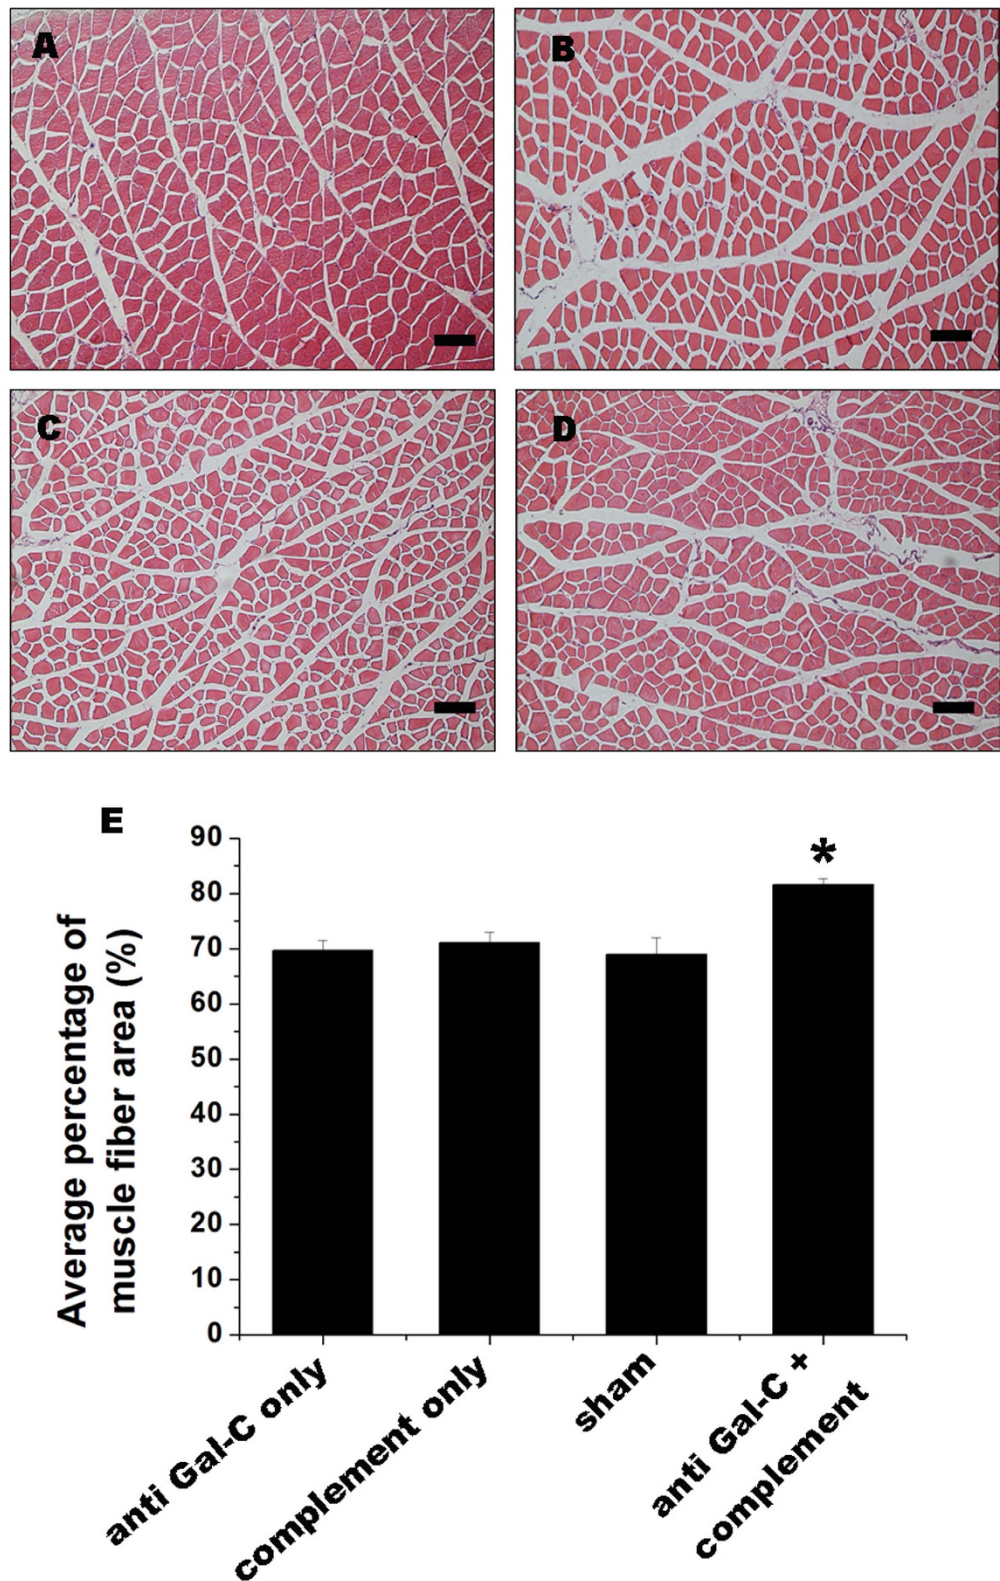 A
B
C
D
E
90
80
70
60
50
40
30
20
10
0
Average percentage of
muscle fiber area (%)
*
anti Gal-C only
complement only
sham
anti Gal-C +
complement